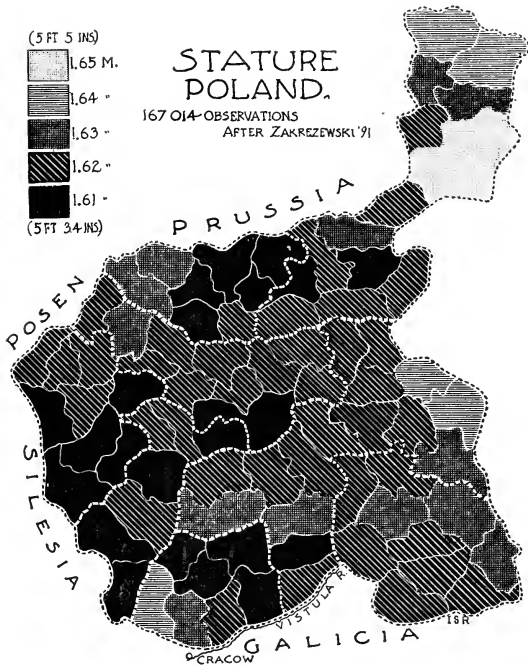 (5 FT 5 INS)
1.65 M.
1.64 "
1.63 "
1.62 "
1.61 "
(5 FT 3.4 INS)
STATURE
POLAND.
167 014 OBSERVATIONS
AFTER ZAKREZEWSKI '91
PRUSSIA
POSEN
SILESIA
VISTULA R.
ISR
GALICIA
CRACOW